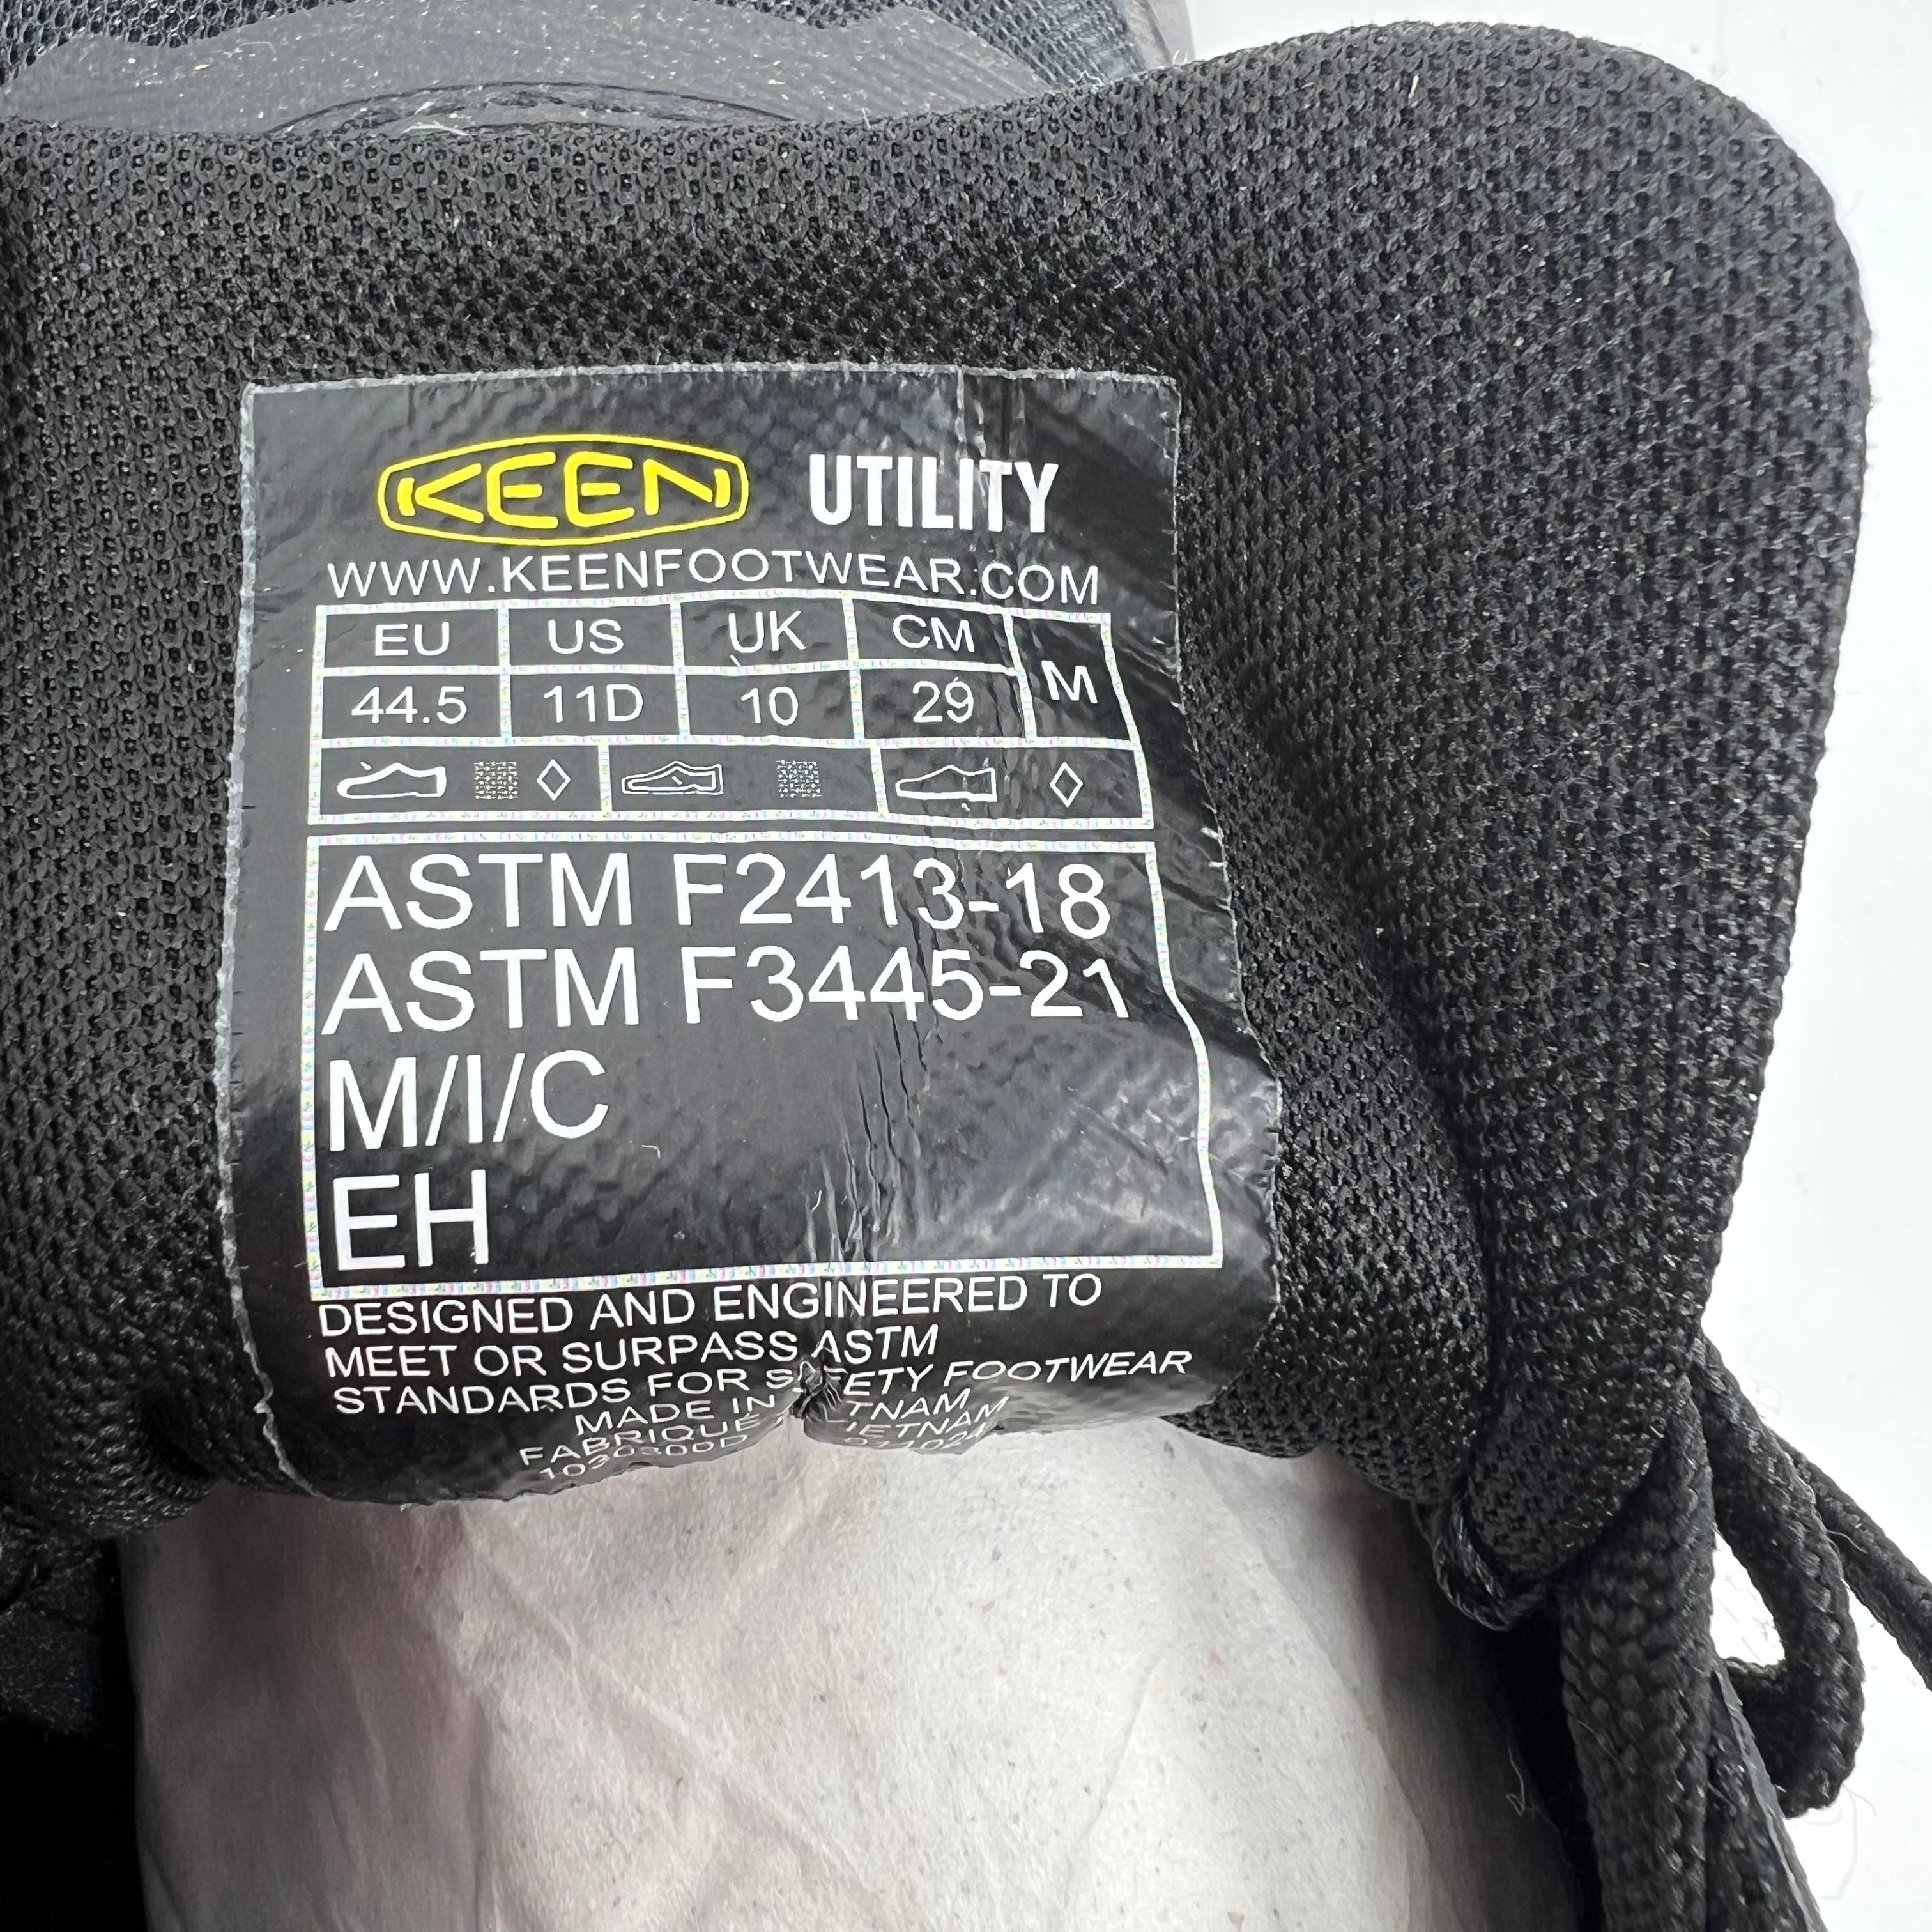 KEEN UTILITY
WWW.KEENFOOTWEAR.COM
EU US UK CM M
44.5 11D 10 29
ASTM F2413-18
ASTM F3445-21
M/I/C
EH
DESIGNED AND ENGINEERED TO
MEET OR SURPASS ASTM
STANDARDS FOR SAFETY FOOTWEAR
MADE IN
FABRIQUÉ